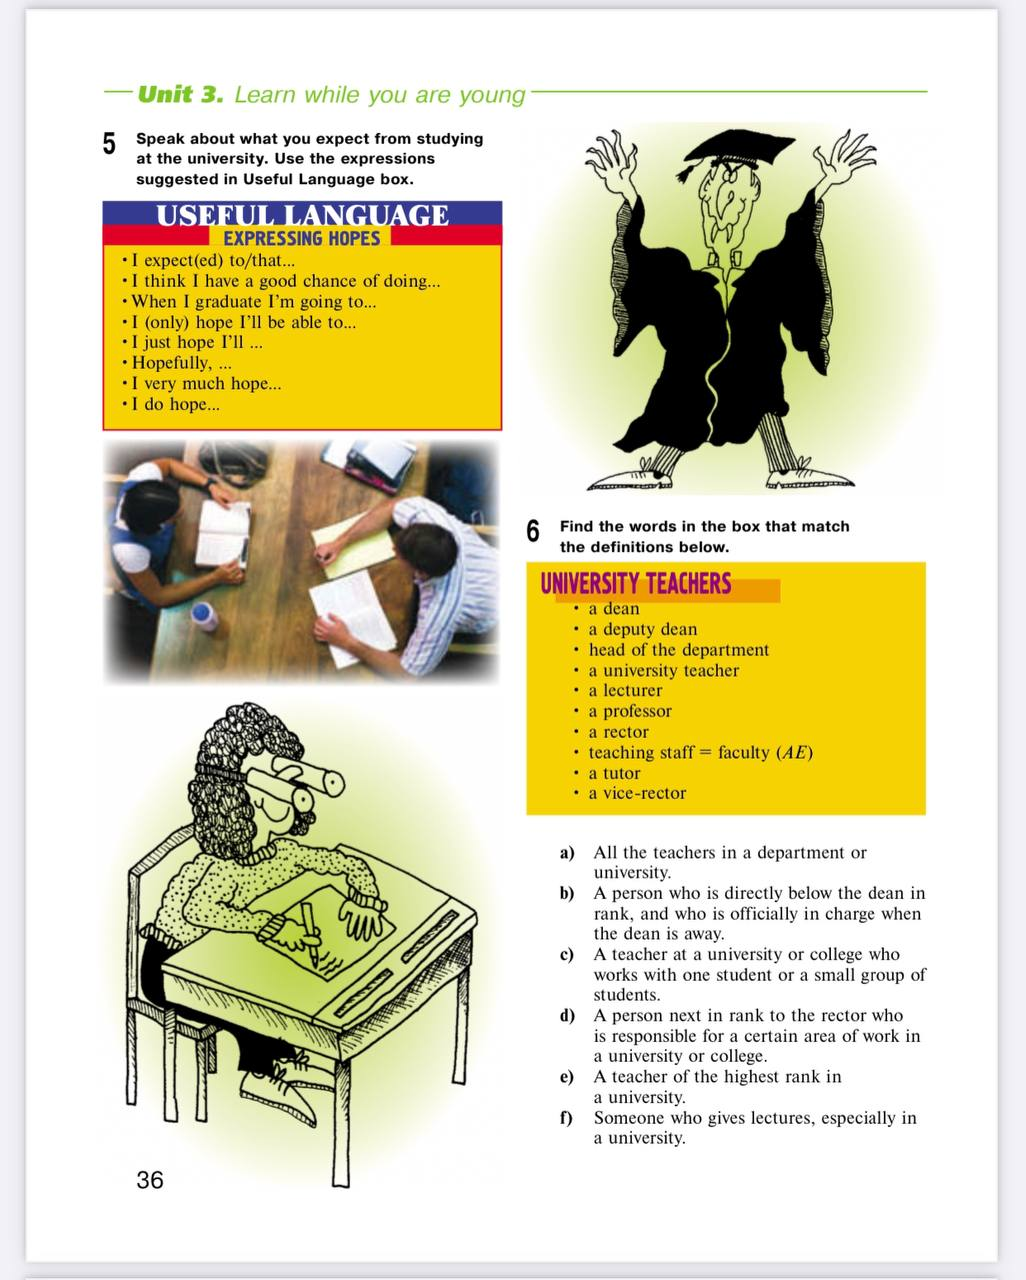 Unit 3. Learn while you are young
5 Speak about what you expect from studying
at the university. Use the expressions
suggested in Useful Language box.
USEFUL LANGUAGE
EXPRESSING HOPES
• I expect(ed) to/that...
• I think I have a good chance of doing...
• When I graduate I'm going to...
• I (only) hope I'll be able to...
• I just hope I'll ...
• Hopefully, ...
• I very much hope...
• I do hope...
6 Find the words in the box that match
the definitions below.
UNIVERSITY TEACHERS
• a dean
• a deputy dean
• head of the department
• a university teacher
• a lecturer
• a professor
• a rector
• teaching staff = faculty (AE)
• a tutor
• a vice-rector
a) All the teachers in a department or
university.
b) A person who is directly below the dean in
rank, and who is officially in charge when
the dean is away.
c) A teacher at a university or college who
works with one student or a small group of
students.
d) A person next in rank to the rector who
is responsible for a certain area of work in
a university or college.
e) A teacher of the highest rank in
a university.
f) Someone who gives lectures, especially in
a university.
36